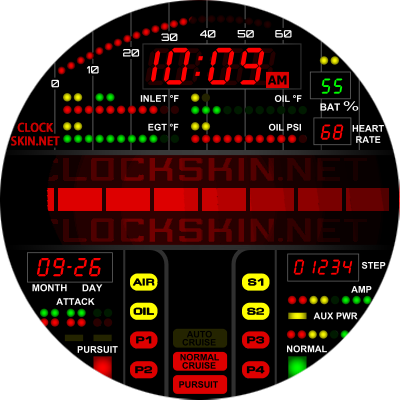 30 40 50 60
20
10
0
10:09 AM
55
BAT %
INLET °F OIL °F
CLOCK
SKIN.NET
EGT °F OIL PSI
68 HEART
RATE
CLOCKSKIN.NET
CLOCKSKIN.NET
09-26
MONTH DAY
ATTACK
PURSUIT
AIR
OIL
P1
P2
AUTO
CRUISE
NORMAL
CRUISE
PURSUIT
S1
S2
P3
P4
01234 STEP
AMP
AUX PWR
NORMAL